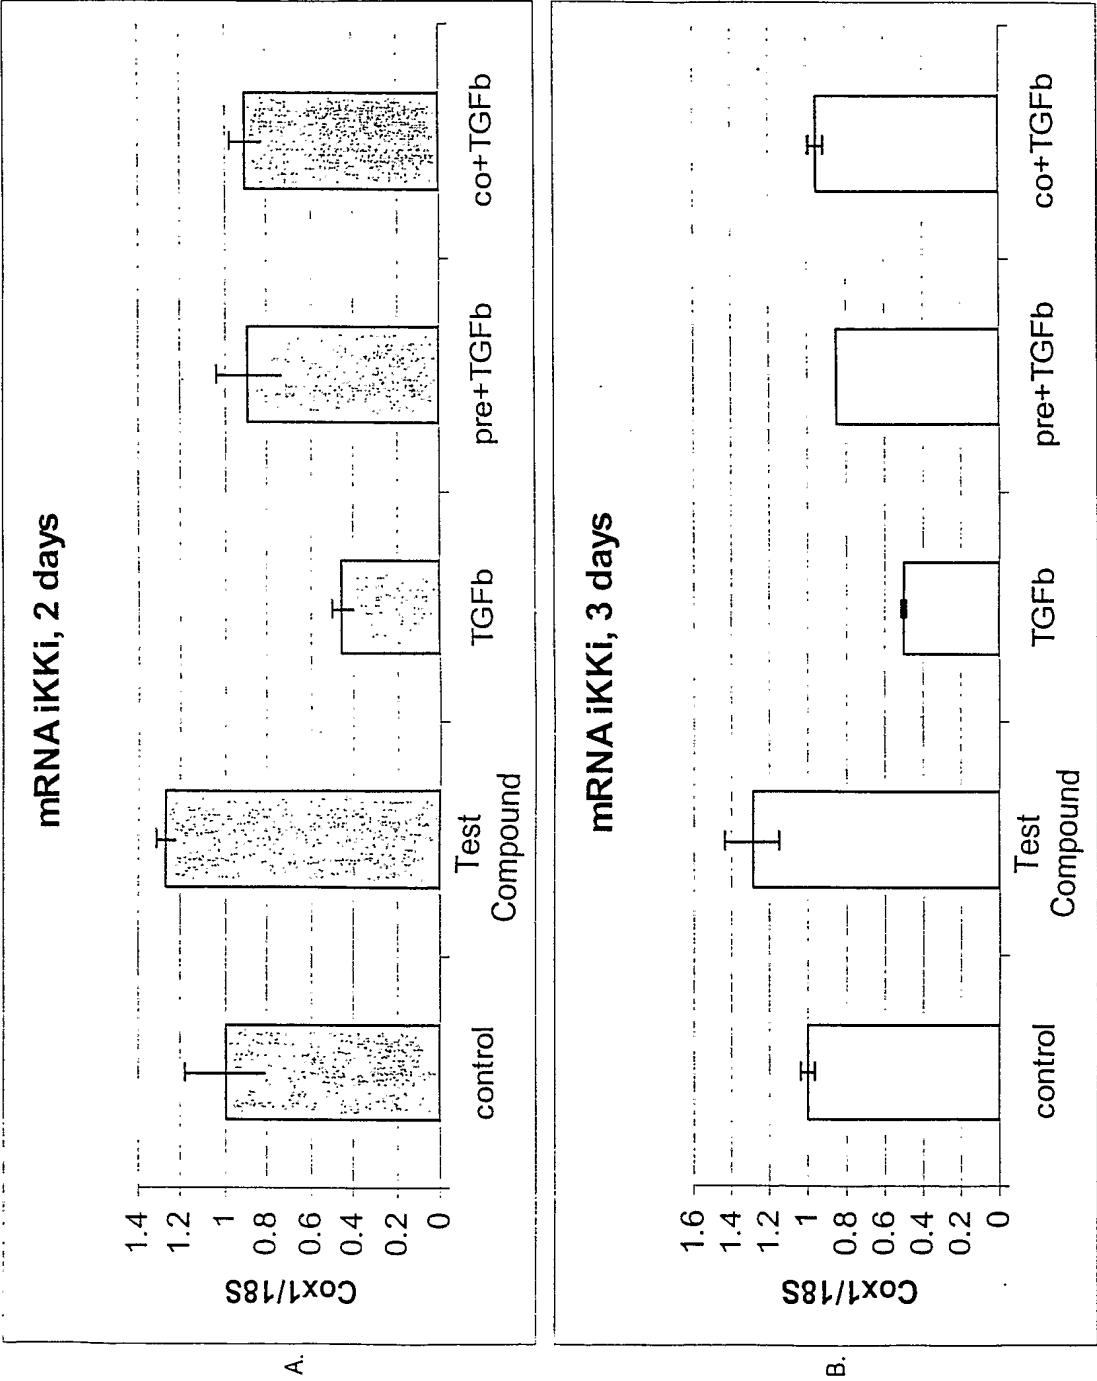 A.
mRNA iKKi, 2 days
Cox1/18S
1.4
1.2
1
0.8
0.6
0.4
0.2
0
control
Test
Compound
TGFb
pre+TGFb
co+TGFb
B.
mRNA iKKi, 3 days
Cox1/18S
1.6
1.4
1.2
1
0.8
0.6
0.4
0.2
0
control
Test
Compound
TGFb
pre+TGFb
co+TGFb